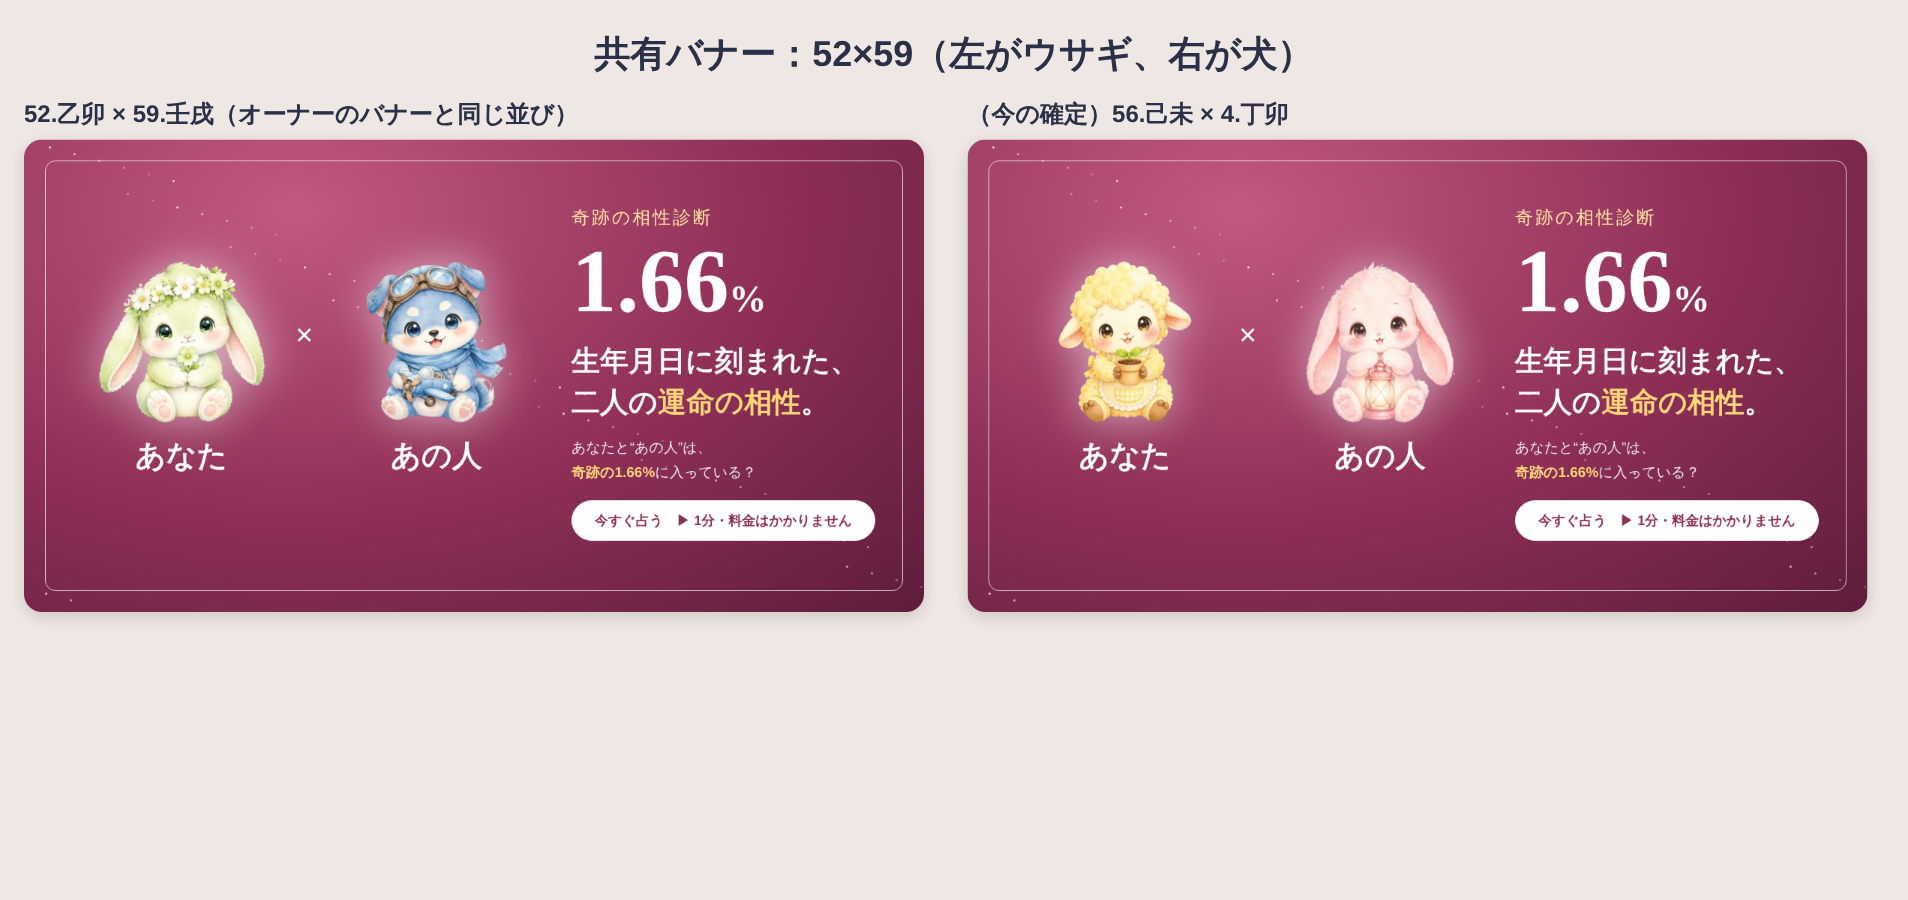 共有バナー：52×59（左がウサギ、右が犬）
52.乙卯 × 59.壬戌（オーナーのバナーと同じ並び）
あなた
×
あの人
奇跡の相性診断
1.66%
生年月日に刻まれた、
二人の運命の相性。
あなたと“あの人”は、
奇跡の1.66%に入っている？
今すぐ占う　▶ 1分・料金はかかりません
（今の確定）56.己未 × 4.丁卯
あなた
×
あの人
奇跡の相性診断
1.66%
生年月日に刻まれた、
二人の運命の相性。
あなたと“あの人”は、
奇跡の1.66%に入っている？
今すぐ占う　▶ 1分・料金はかかりません